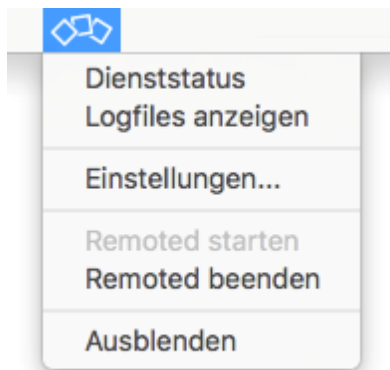 Dienststatus
Logfiles anzeigen
Einstellungen...
Remoted starten
Remoted beenden
Ausblenden